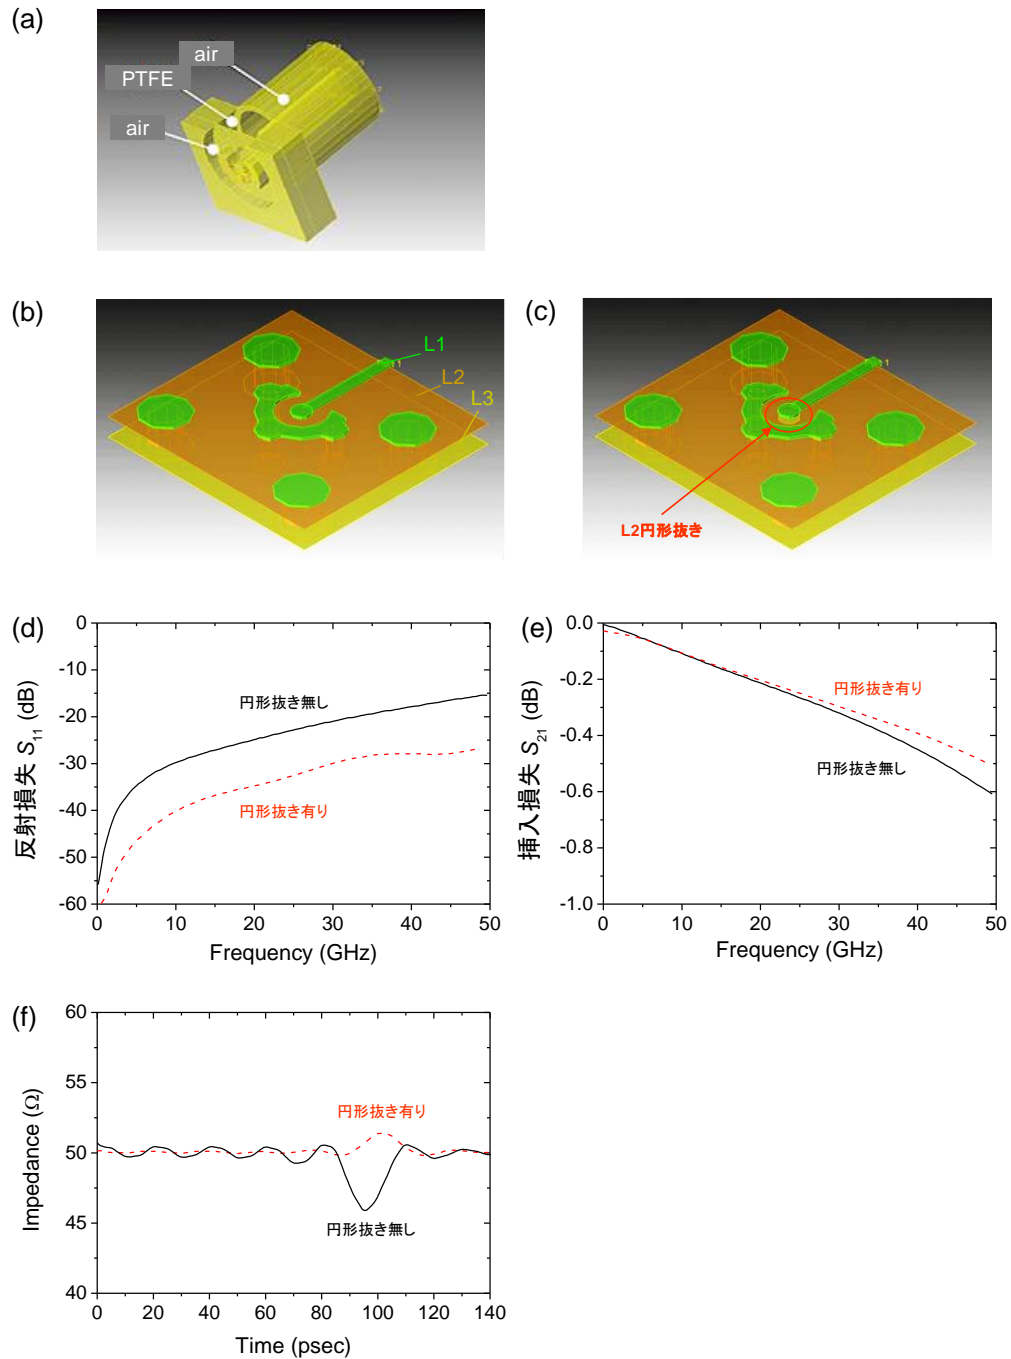 (a)
air
PTFE
air
(b)
L1
L2
L3
(c)
L2円形抜き
(d)
0
-10
-20
-30
-40
-50
-60
反射損失 S11 (dB)
円形抜き無し
円形抜き有り
0 10 20 30 40 50
Frequency (GHz)
(e)
0.0
-0.2
-0.4
-0.6
-0.8
-1.0
挿入損失 S21 (dB)
円形抜き有り
円形抜き無し
0 10 20 30 40 50
Frequency (GHz)
(f)
60
55
50
45
40
Impedance (Ω)
円形抜き有り
円形抜き無し
0 20 40 60 80 100 120 140
Time (psec)